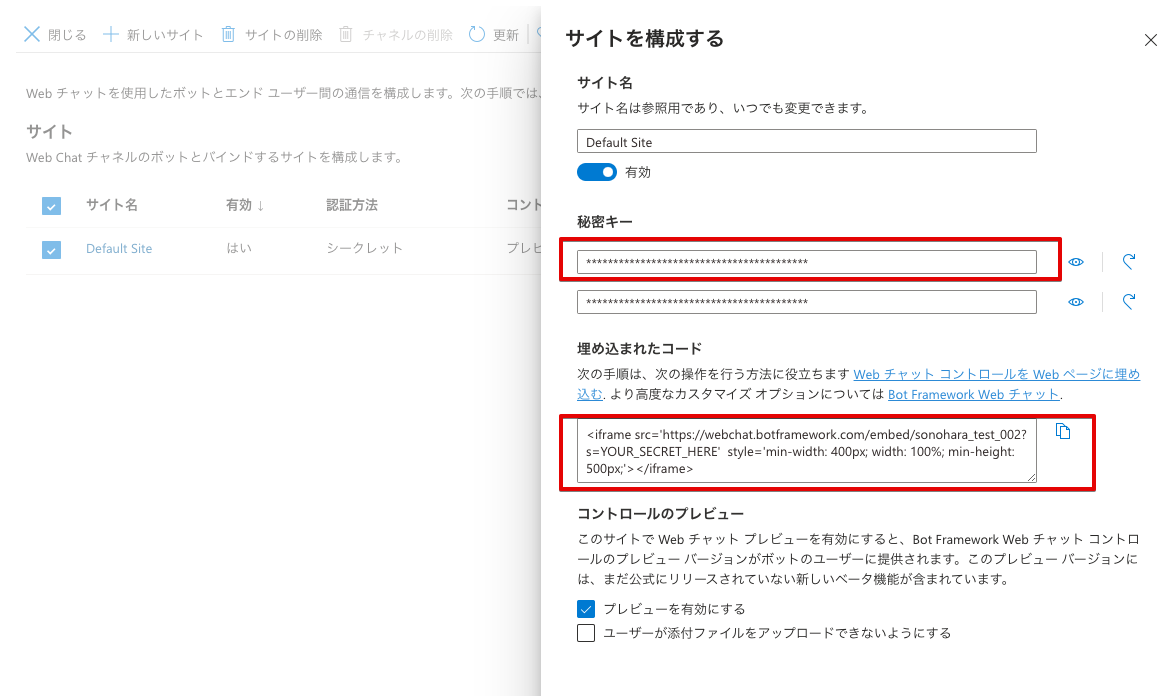 閉じる 新しいサイト サイトの削除 チャネルの削除 更新
Web チャットを使用したボットとエンド ユーザー間の通信を構成します。次の手順では、
サイト
Web Chat チャネルのボットとバインドするサイトを構成します。
サイト名 有効 ↓ 認証方法 コント
Default Site はい シークレット プレビ
サイトを構成する
サイト名
サイト名は参照用であり、いつでも変更できます。
Default Site
有効
秘密キー
*****************************************
*****************************************
埋め込まれたコード
次の手順は、次の操作を行う方法に役立ちます Web チャット コントロールを Web ページに埋め
込む. より高度なカスタマイズ オプションについては Bot Framework Web チャット.
<iframe src='https://webchat.botframework.com/embed/sonohara_test_002?
s=YOUR_SECRET_HERE' style='min-width: 400px; width: 100%; min-height:
500px;'></iframe>
コントロールのプレビュー
このサイトで Web チャット プレビューを有効にすると、Bot Framework Web チャット コントロ
ールのプレビュー バージョンがボットのユーザーに提供されます。このプレビュー バージョンに
は、まだ公式にリリースされていない新しいベータ機能が含まれています。
プレビューを有効にする
ユーザーが添付ファイルをアップロードできないようにする